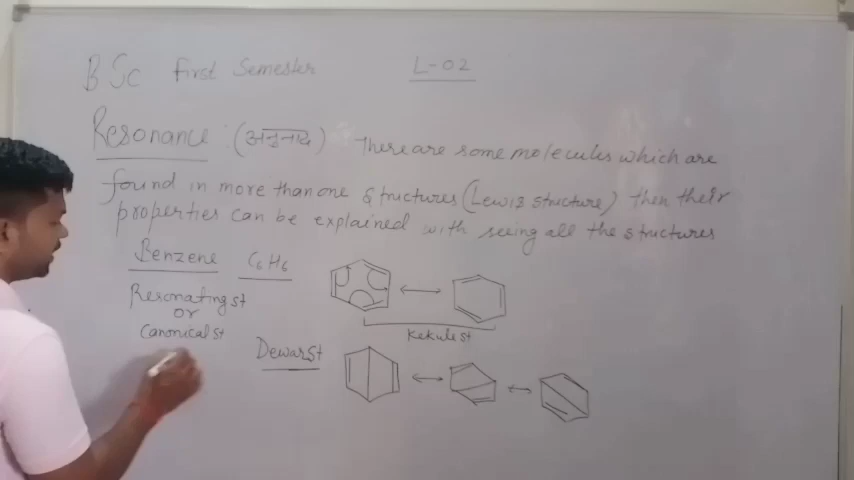 BSc First Semester L-02
Resonance : (अनुनाद) There are some molecules which are
found in more than one structures (Lewis structure) then their
properties can be explained with seeing all the structures
Benzene C6H6
Resonating st
or
Canonical st
Kekule st
Dewar St